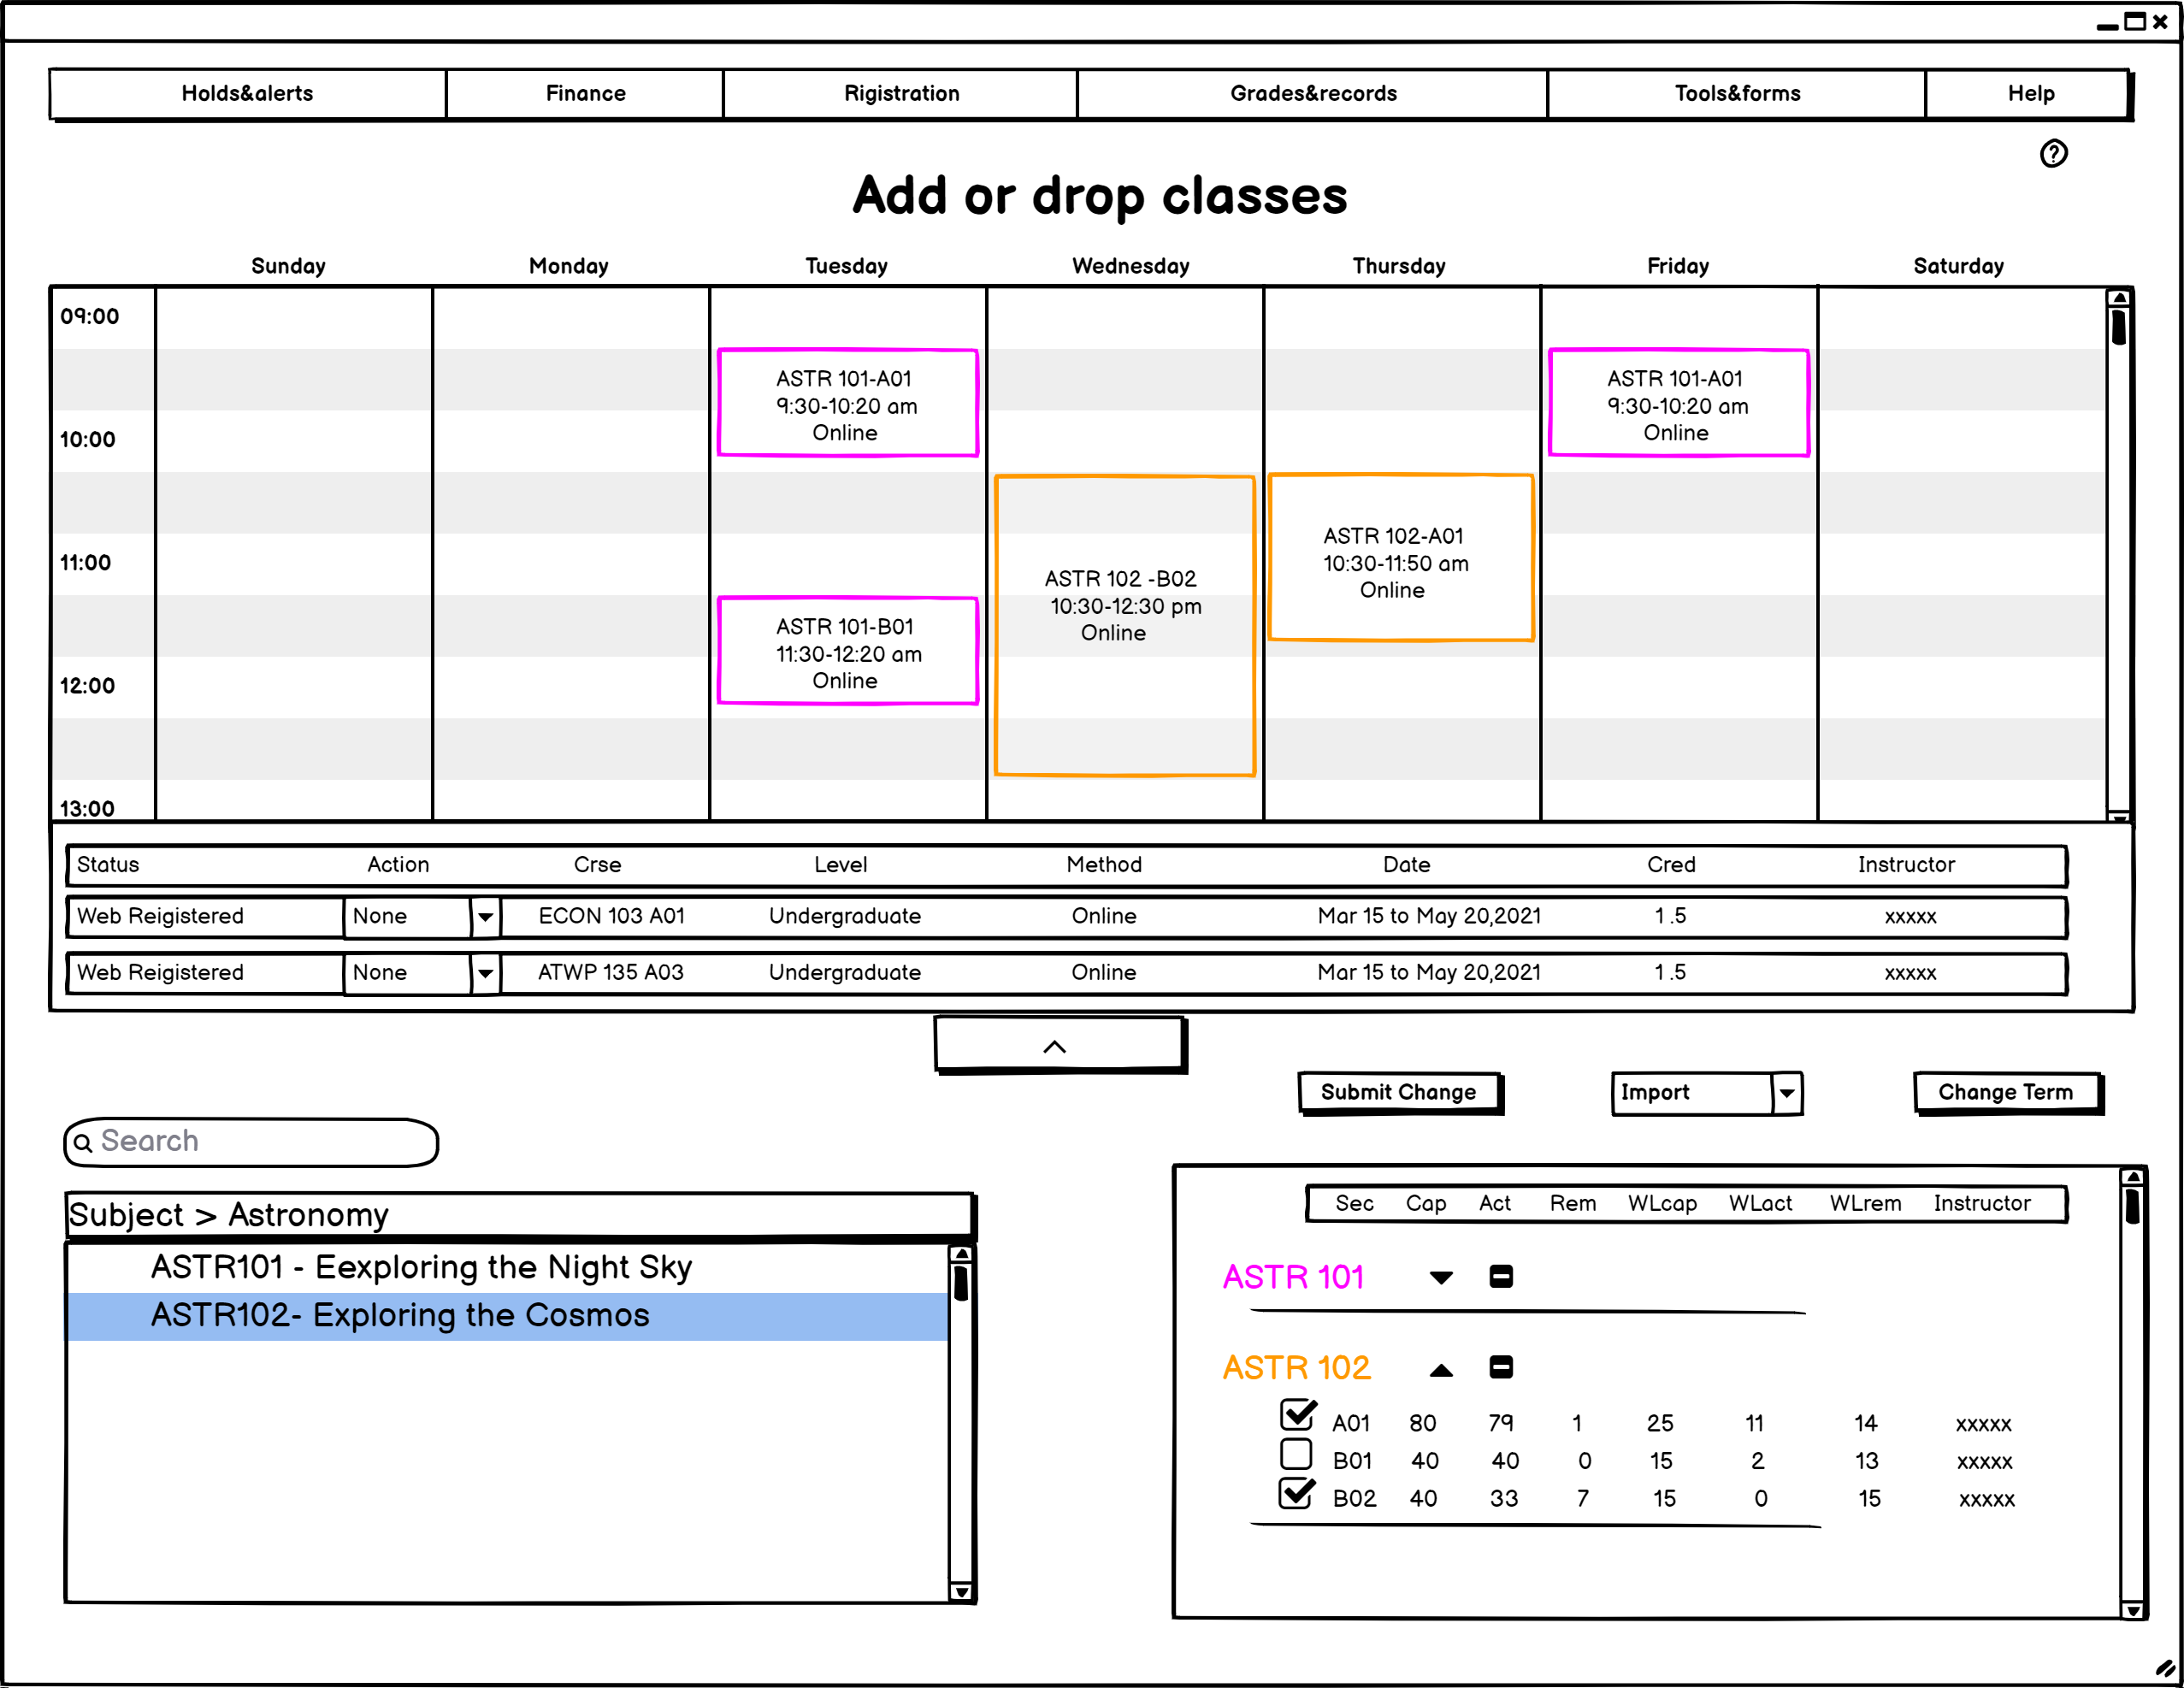 Holds&alerts Finance Rigistration Grades&records Tools&forms Help
Add or drop classes
Sunday Monday Tuesday Wednesday Thursday Friday Saturday
09:00
10:00
11:00
12:00
13:00
ASTR 101-A01
9:30-10:20 am
Online
ASTR 101-B01
11:30-12:20 am
Online
ASTR 102 -B02
10:30-12:30 pm
Online
ASTR 102-A01
10:30-11:50 am
Online
ASTR 101-A01
9:30-10:20 am
Online
Status Action Crse Level Method Date Cred Instructor
Web Reigistered None ECON 103 A01 Undergraduate Online Mar 15 to May 20,2021 1.5 xxxxx
Web Reigistered None ATWP 135 A03 Undergraduate Online Mar 15 to May 20,2021 1.5 xxxxx
Submit Change Import Change Term
Search
Subject > Astronomy
ASTR101 - Eexploring the Night Sky
ASTR102- Exploring the Cosmos
Sec Cap Act Rem WLcap WLact WLrem Instructor
ASTR 101
ASTR 102
A01 80 79 1 25 11 14 xxxxx
B01 40 40 0 15 2 13 xxxxx
B02 40 33 7 15 0 15 xxxxx